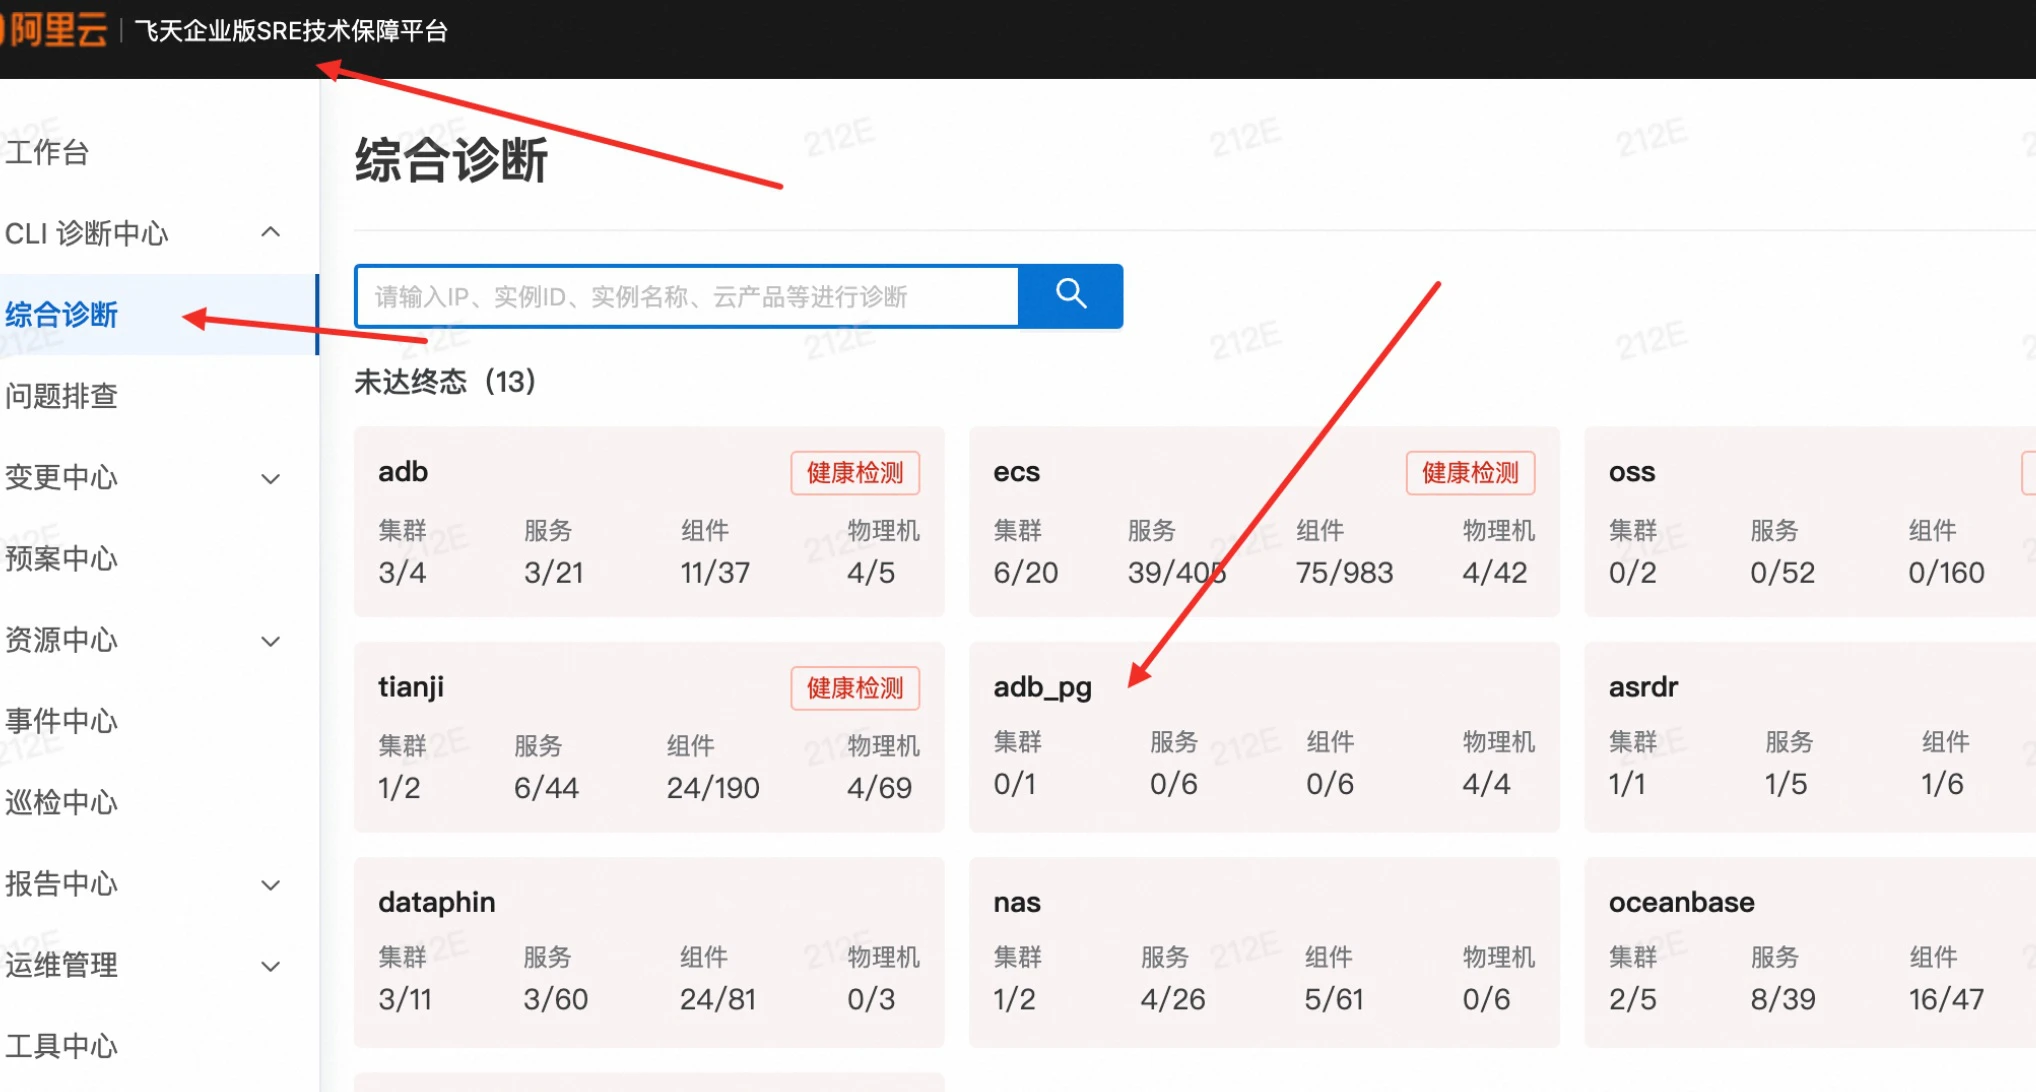 阿里云 | 飞天企业版SRE技术保障平台
工作台
CLI 诊断中心
综合诊断
问题排查
变更中心
预案中心
资源中心
事件中心
巡检中心
报告中心
运维管理
工具中心
综合诊断
请输入IP、实例ID、实例名称、云产品等进行诊断
未达终态（13）
adb 健康检测
集群 服务 组件 物理机
3/4 3/21 11/37 4/5
ecs 健康检测
集群 服务 组件 物理机
6/20 39/405 75/983 4/42
oss
集群 服务 组件
0/2 0/52 0/160
tianji 健康检测
集群 服务 组件 物理机
1/2 6/44 24/190 4/69
adb_pg
集群 服务 组件 物理机
0/1 0/6 0/6 4/4
asrdr
集群 服务 组件
1/1 1/5 1/6
dataphin
集群 服务 组件 物理机
3/11 3/60 24/81 0/3
nas
集群 服务 组件 物理机
1/2 4/26 5/61 0/6
oceanbase
集群 服务 组件
2/5 8/39 16/47
212E